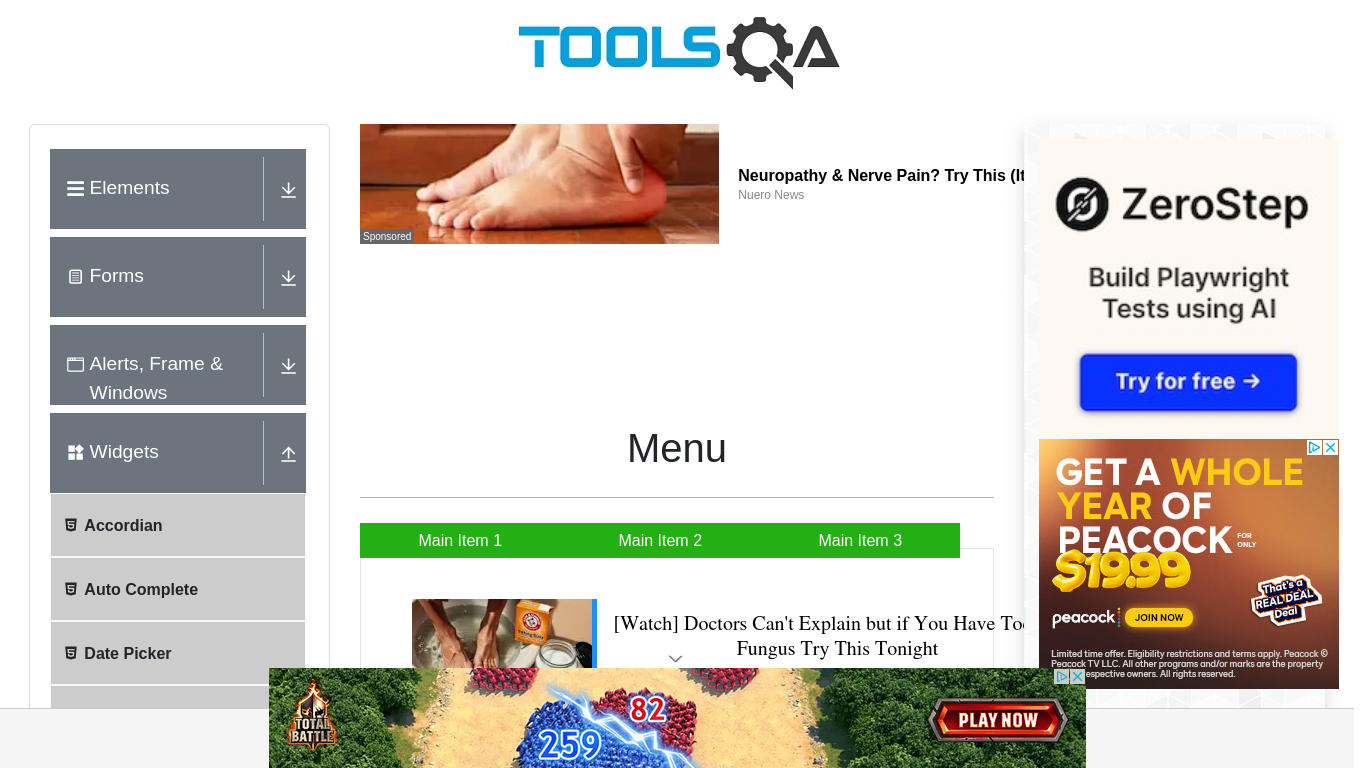 TOOLSQA
Elements
Forms
Alerts, Frame &
Windows
Widgets
Accordian
Auto Complete
Date Picker
Sponsored
Neuropathy & Nerve Pain? Try This (It
Nuero News
Menu
Main Item 1
Main Item 2
Main Item 3
[Watch] Doctors Can't Explain but if You Have
Fungus Try This Tonight
ZeroStep
Build Playwright
Tests using AI
Try for free →
GET A WHOLE
YEAR OF
PEACOCK FOR ONLY
$19.99
That's a
REAL DEAL
Deal
peacock
JOIN NOW
Limited time offer. Eligibility restrictions and terms apply. Peacock ©
Peacock TV LLC. All other programs and/or marks are the property
espective owners. All rights reserved.
TOTAL
BATTLE
82
259
PLAY NOW